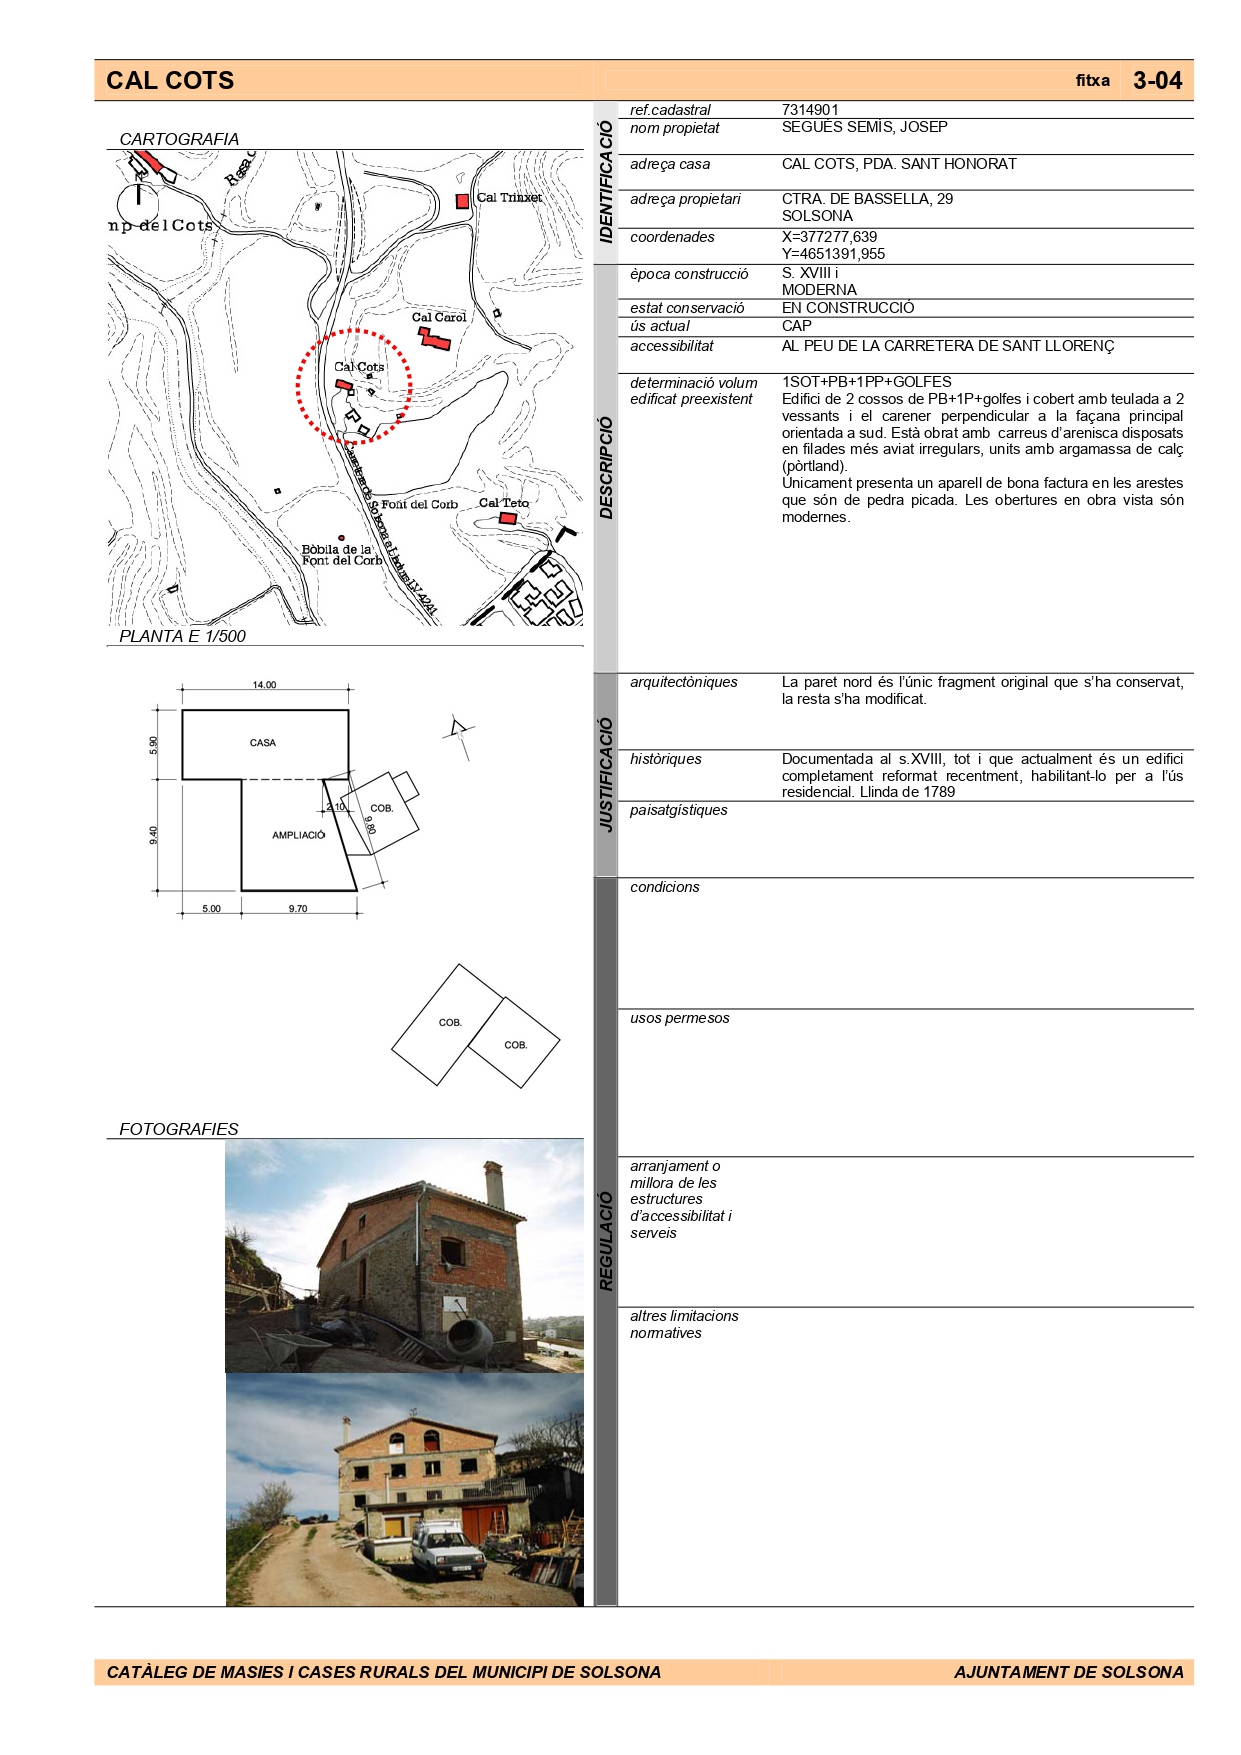 CAL COTS
fitxa 3-04
CARTOGRAFIA
N
Rasa C
mp del Cots
Cal Trinxet
Cal Carol
Cal Cots
Font del Corb
Cal Teto
Bòbila de la
Font del Corb
PLANTA E 1/500
14.00
5.90
CASA
2.10
COB.
9.80
AMPLIACIÓ
9.40
5.00
9.70
COB.
COB.
FOTOGRAFIES
IDENTIFICACIÓ
ref.cadastral 7314901
nom propietat SEGUÉS SEMÍS, JOSEP
adreça casa CAL COTS, PDA. SANT HONORAT
adreça propietari CTRA. DE BASSELLA, 29
SOLSONA
coordenades X=377277,639
Y=4651391,955
DESCRIPCIÓ
època construcció S. XVIII i
MODERNA
estat conservació EN CONSTRUCCIÓ
ús actual CAP
accessibilitat AL PEU DE LA CARRETERA DE SANT LLORENÇ
determinació volum 1SOT+PB+1PP+GOLFES
edificat preexistent Edifici de 2 cossos de PB+1P+golfes i cobert amb teulada a 2
vessants i el carener perpendicular a la façana principal
orientada a sud. Està obrat amb carreus d'arenisca disposats
en filades més aviat irregulars, units amb argamassa de calç
(pòrtland).
Únicament presenta un aparell de bona factura en les arestes
que són de pedra picada. Les obertures en obra vista són
modernes.
JUSTIFICACIÓ
arquitectòniques La paret nord és l'únic fragment original que s'ha conservat,
la resta s'ha modificat.
històriques Documentada al s.XVIII, tot i que actualment és un edifici
completament reformat recentment, habilitant-lo per a l'ús
residencial. Llinda de 1789
paisatgístiques
REGULACIÓ
condicions
usos permesos
arranjament o
millora de les
estructures
d'accessibilitat i
serveis
altres limitacions
normatives
CATÀLEG DE MASIES I CASES RURALS DEL MUNICIPI DE SOLSONA
AJUNTAMENT DE SOLSONA